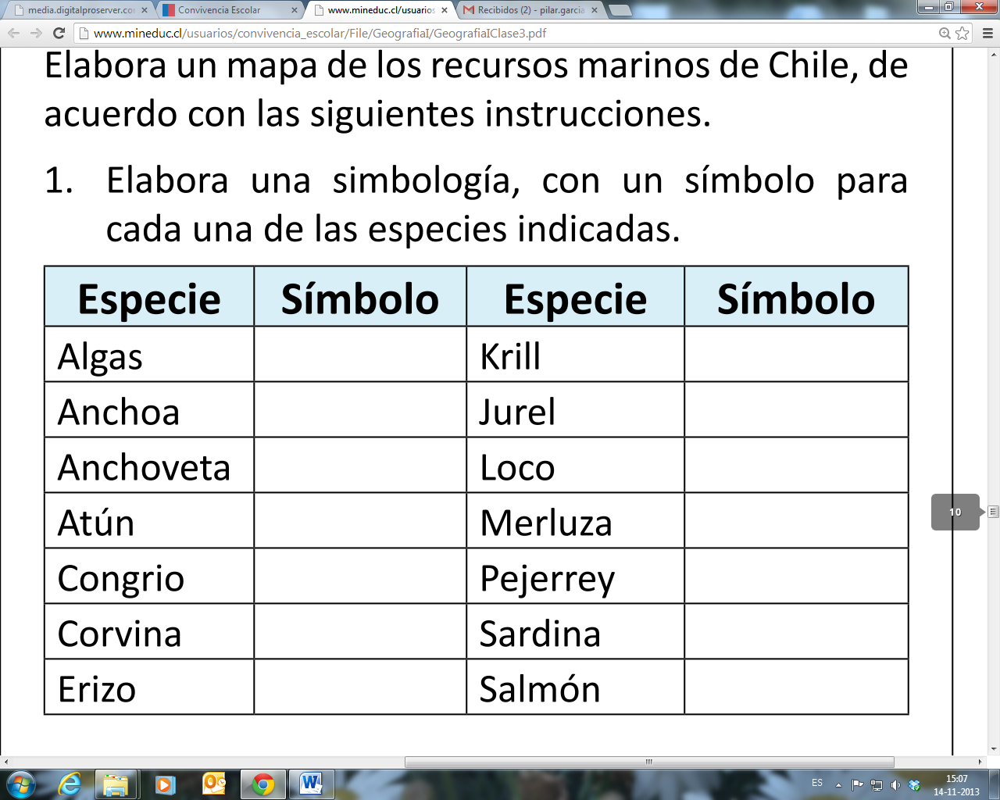 media.digitalproserver.co
Convivencia Escolar
www.mineduc.cl/usuarios
Recibidos (2) - pilar.garcia
www.mineduc.cl/usuarios/convivencia_escolar/File/GeografiaI/GeografiaIClase3.pdf
Elabora un mapa de los recursos marinos de Chile, de
acuerdo con las siguientes instrucciones.
1. Elabora una simbología, con un símbolo para
cada una de las especies indicadas.
Especie Símbolo Especie Símbolo
Algas Krill
Anchoa Jurel
Anchoveta Loco
Atún Merluza
10
Congrio Pejerrey
Corvina Sardina
Erizo Salmón
ES
15:07
14-11-2013